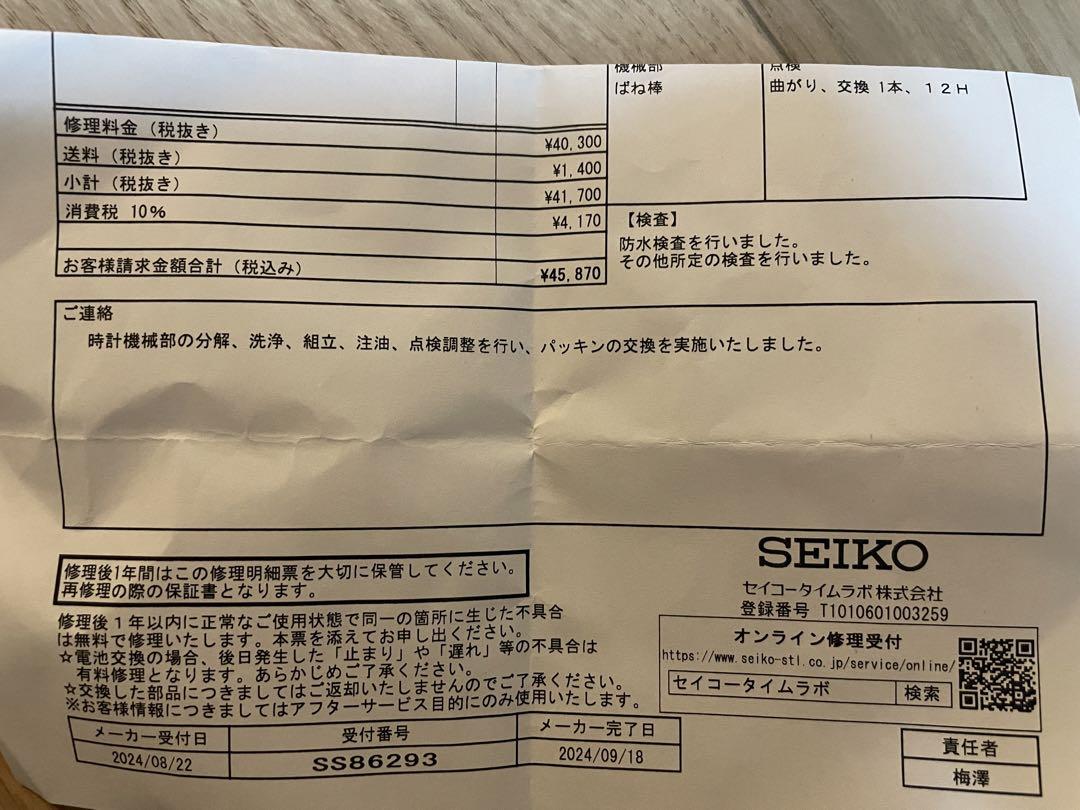 機械部 点検
ばね棒 曲がり、交換 1本、12H
修理料金(税抜き) ¥40,300
送料(税抜き) ¥1,400
小計(税抜き) ¥41,700
消費税 10% ¥4,170
お客様請求金額合計(税込み) ¥45,870
【検査】
防水検査を行いました。
その他所定の検査を行いました。
ご連絡
時計機械部の分解、洗浄、組立、注油、点検調整を行い、パッキンの交換を実施いたしました。
修理後1年間はこの修理明細票を大切に保管してください。
再修理の際の保証書となります。
修理後1年以内に正常なご使用状態で同一の箇所に生じた不具合
は無料で修理いたします。本票を添えてお申し出ください。
☆電池交換の場合、後日発生した「止まり」や「遅れ」等の不具合は
有料修理となります。あらかじめご了承ください。
☆交換した部品につきましてはご返却いたしませんのでご了承ください。
※お客様情報につきましてはアフターサービス目的にのみ使用いたします。
SEIKO
セイコータイムラボ株式会社
登録番号 T1010601003259
オンライン修理受付
https://www.seiko-stl.co.jp/service/online/
セイコータイムラボ 検索
メーカー受付日 受付番号 メーカー完了日
2024/08/22 SS86293 2024/09/18
責任者
梅澤